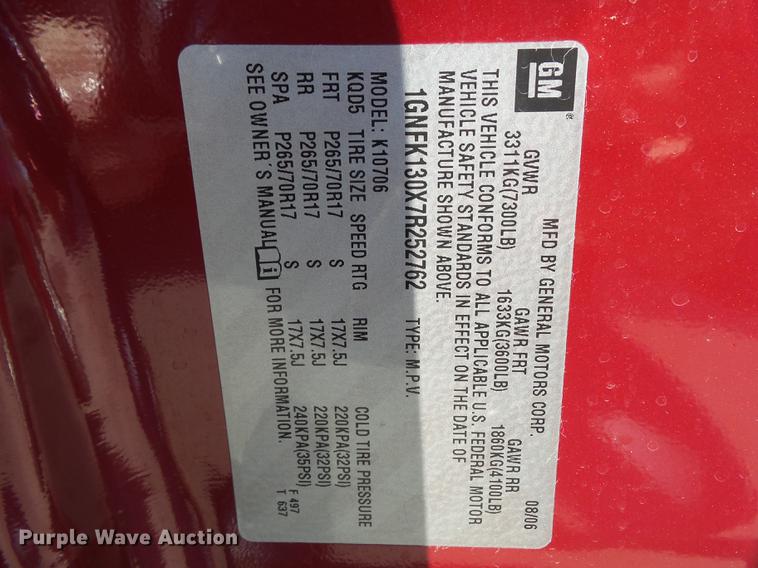 GM®
MFD BY GENERAL MOTORS CORP. 08/06
GVWR GAWR FRT GAWR RR
3311KG(7300LB) 1633KG(3600LB) 1860KG(4100LB)
THIS VEHICLE CONFORMS TO ALL APPLICABLE U.S. FEDERAL MOTOR
VEHICLE SAFETY STANDARDS IN EFFECT ON THE DATE OF
MANUFACTURE SHOWN ABOVE.
1GNFK130X7R252762 TYPE: M.P.V.
MODEL: K10706
KQD5 TIRE SIZE SPEED RTG RIM COLD TIRE PRESSURE
FRT P265/70R17 S 17X7.5J 220KPA(32PSI)
RR P265/70R17 S 17X7.5J 220KPA(32PSI)
SPA P265/70R17 S 17X7.5J 240KPA(35PSI)
SEE OWNER'S MANUAL i FOR MORE INFORMATION.
F 497
T 637
Purple Wave Auction